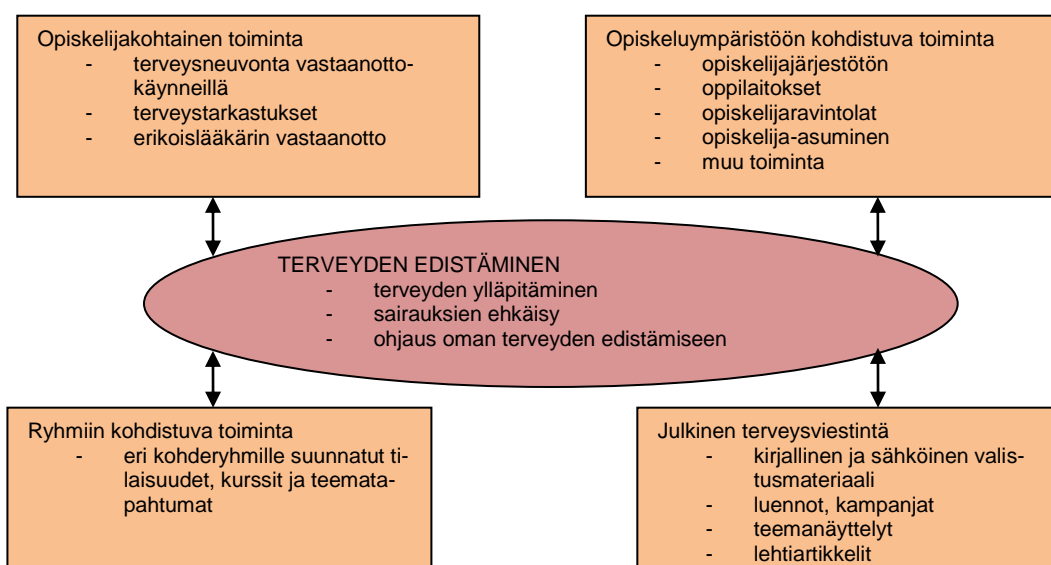 Opiskelijakohtainen toiminta
- terveysneuvonta vastaanotto-
käynneillä
- terveystarkastukset
- erikoislääkärin vastaanotto
Opiskeluympäristöön kohdistuva toiminta
- opiskelijajärjestötön
- oppilaitokset
- opiskelijaravintolat
- opiskelija-asuminen
- muu toiminta
TERVEYDEN EDISTÄMINEN
- terveyden ylläpitäminen
- sairauksien ehkäisy
- ohjaus oman terveyden edistämiseen
Ryhmiin kohdistuva toiminta
- eri kohderyhmille suunnatut ti-
laisuudet, kurssit ja teemata-
pahtumat
Julkinen terveysviestintä
- kirjallinen ja sähköinen valis-
tusmateriaali
- luennot, kampanjat
- teemanäyttelyt
- lehtiartikkelit